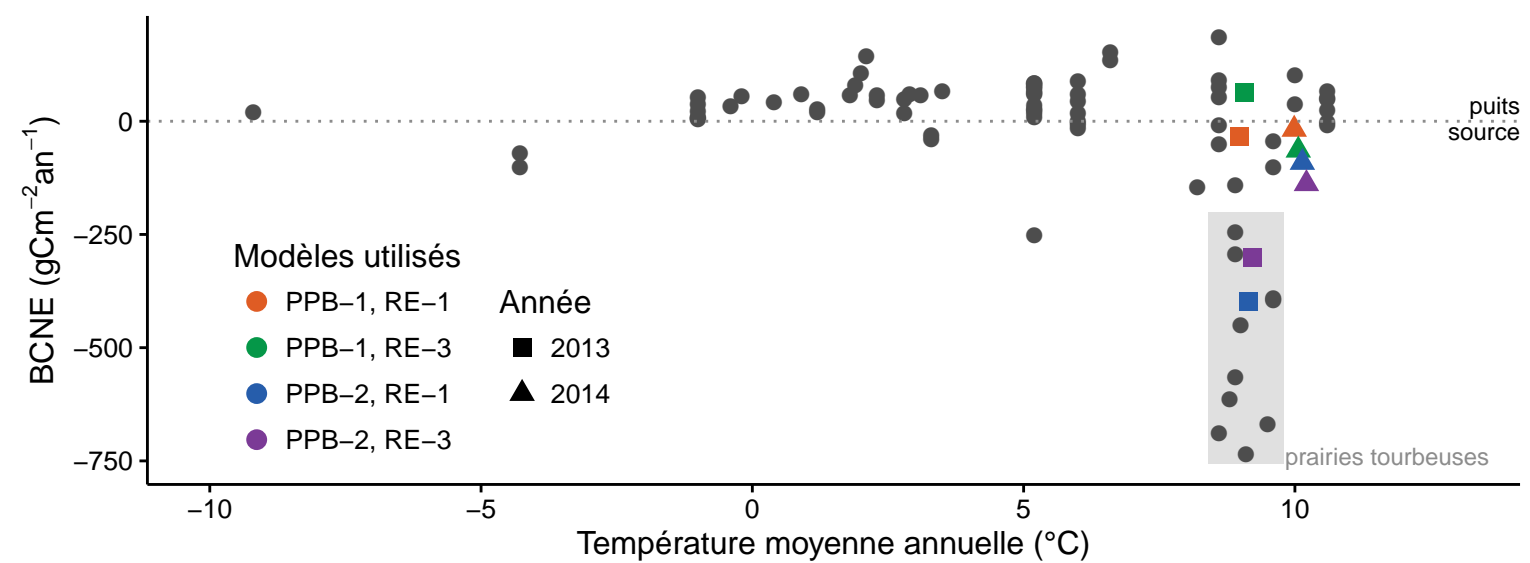 BCNE (gCm−2an−1)
0
−250
−500
−750
puits
source
Modèles utilisés
PPB−1, RE−1
PPB−1, RE−3
PPB−2, RE−1
PPB−2, RE−3
Année
2013
2014
prairies tourbeuses
−10
−5
0
5
10
Température moyenne annuelle (°C)